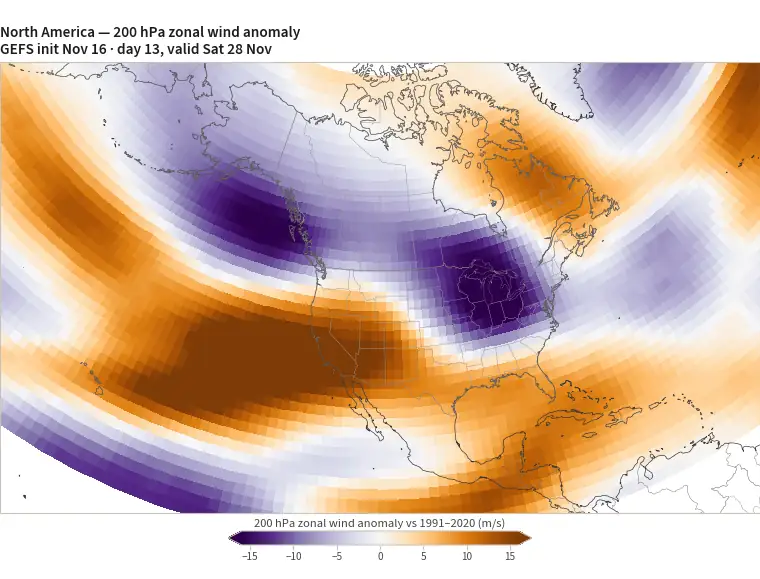 North America — 200 hPa zonal wind anomaly
GEFS init Nov 16 · day 13, valid Sat 28 Nov
200 hPa zonal wind anomaly vs 1991–2020 (m/s)
−15 −10 −5 0 5 10 15